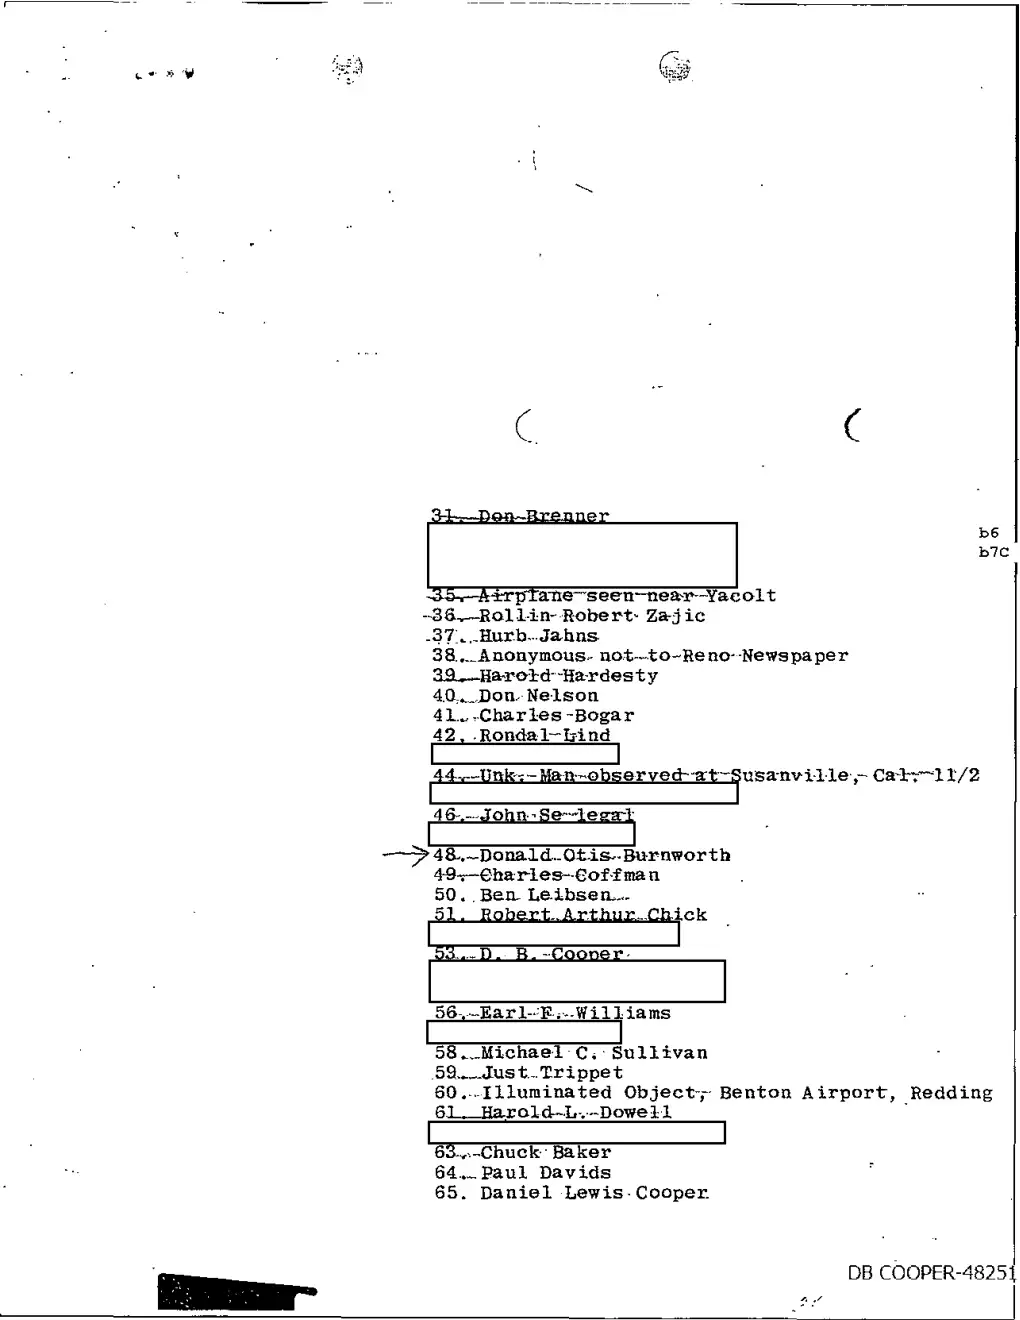 31. Don Brenner
b6
b7C
35. Airplane seen near Yacolt
36. Rollin Robert Zajic
37. Hurb Jahns
38. Anonymous not to Reno Newspaper
39. Harold Hardesty
40. Don Nelson
41. Charles Bogar
42. Rondal Lind
44. Unk. Man observed at Susanville, Cal. 11/2
46. John Se legal
48. Donald Otis Burnworth
49. Charles Coffman
50. Ben Leibsen
51. Robert Arthur Chick
53. D. B. Cooper
56. Earl F. Williams
58. Michael C. Sullivan
59. Just Trippet
60. Illuminated Object, Benton Airport, Redding
61. Harold L. Dowell
63. Chuck Baker
64. Paul Davids
65. Daniel Lewis Cooper
DB COOPER-48251